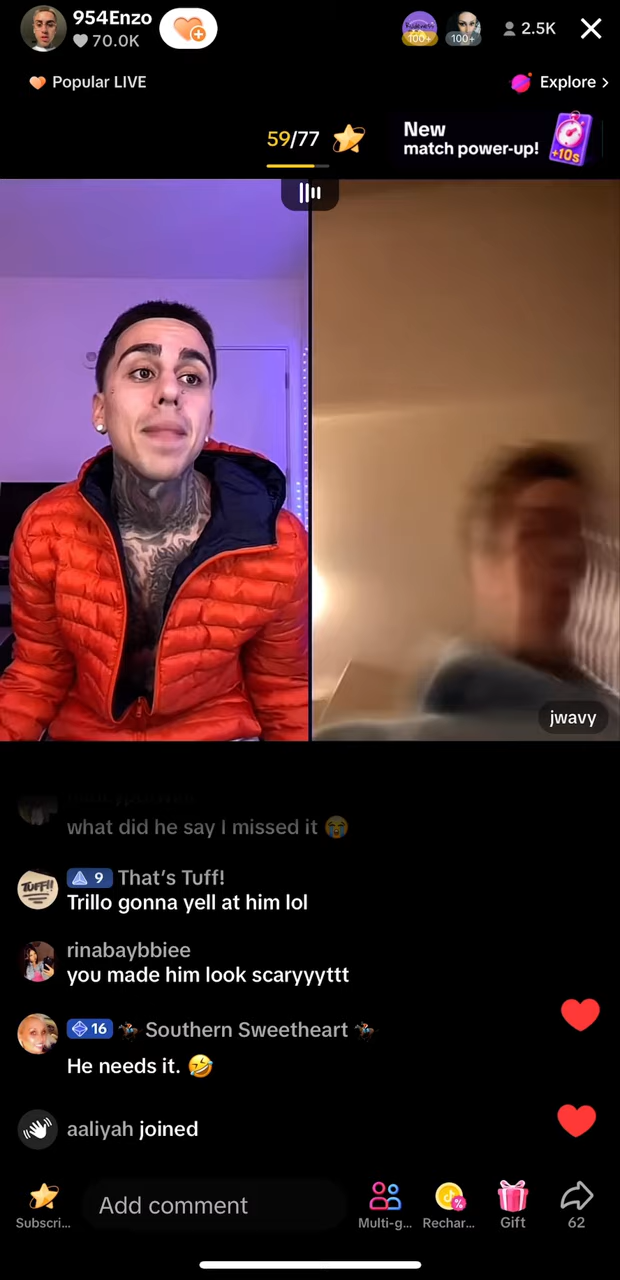 954Enzo
70.0K
100+
100+
2.5K
Popular LIVE
Explore >
59/77
New
match power-up!
+10s
jwavy
what did he say I missed it 😭
9 That's Tuff!
TUFF!!
Trillo gonna yell at him lol
rinabaybbiee
you made him look scaryyyttt
16 🏇 Southern Sweetheart 🏇
He needs it. 🤣
aaliyah joined
Add comment
Subscri...
Multi-g...
Rechar...
Gift
62